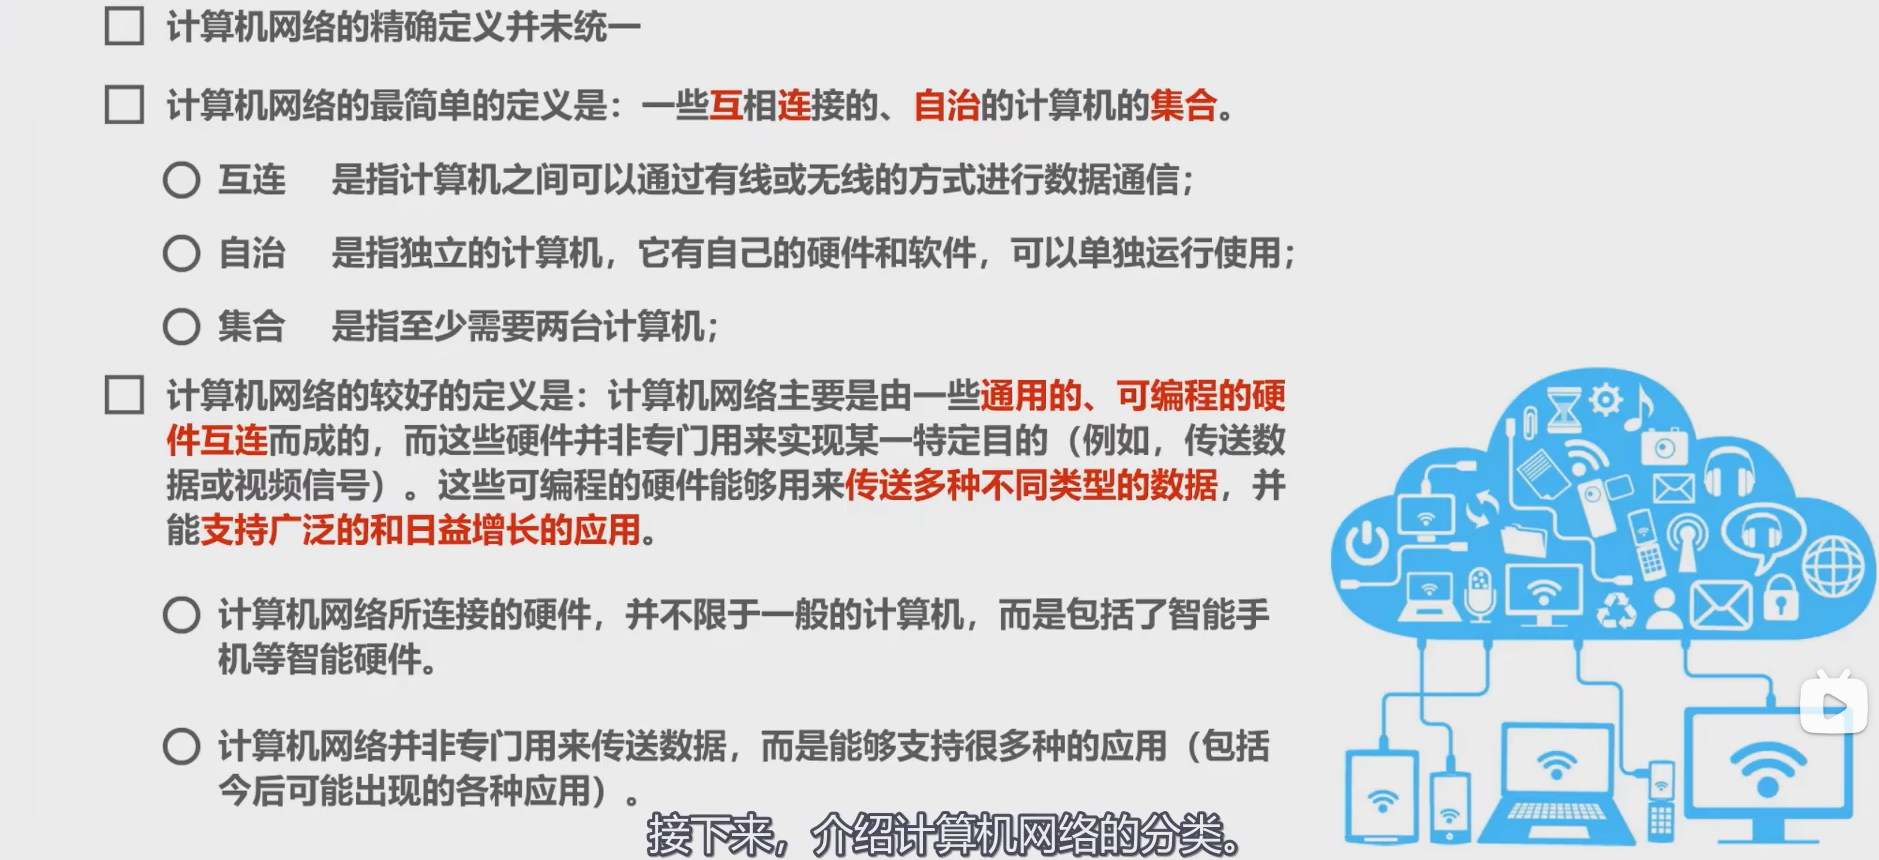 计算机网络的精确定义并未统一
计算机网络的最简单的定义是：一些互相连接的、自治的计算机的集合。
互连 是指计算机之间可以通过有线或无线的方式进行数据通信；
自治 是指独立的计算机，它有自己的硬件和软件，可以单独运行使用；
集合 是指至少需要两台计算机；
计算机网络的较好的定义是：计算机网络主要是由一些通用的、可编程的硬
件互连而成的，而这些硬件并非专门用来实现某一特定目的（例如，传送数
据或视频信号）。这些可编程的硬件能够用来传送多种不同类型的数据，并
能支持广泛的和日益增长的应用。
计算机网络所连接的硬件，并不限于一般的计算机，而是包括了智能手
机等智能硬件。
计算机网络并非专门用来传送数据，而是能够支持很多种的应用（包括
今后可能出现的各种应用）。
接下来，介绍计算机网络的分类。